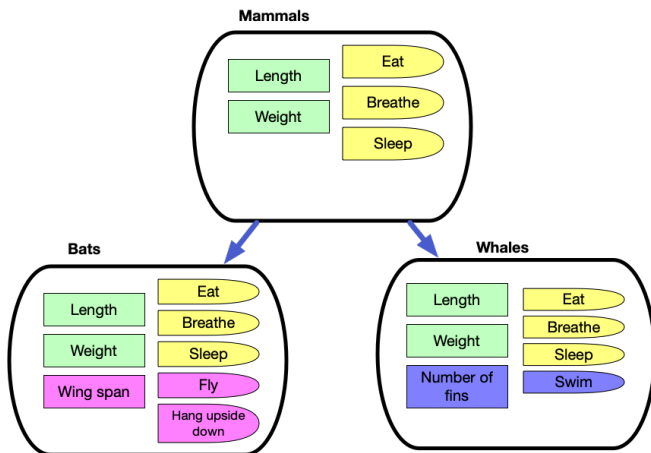 Mammals
Length
Weight
Eat
Breathe
Sleep
Bats
Length
Weight
Wing span
Eat
Breathe
Sleep
Fly
Hang upside
down
Whales
Length
Weight
Number of
fins
Eat
Breathe
Sleep
Swim